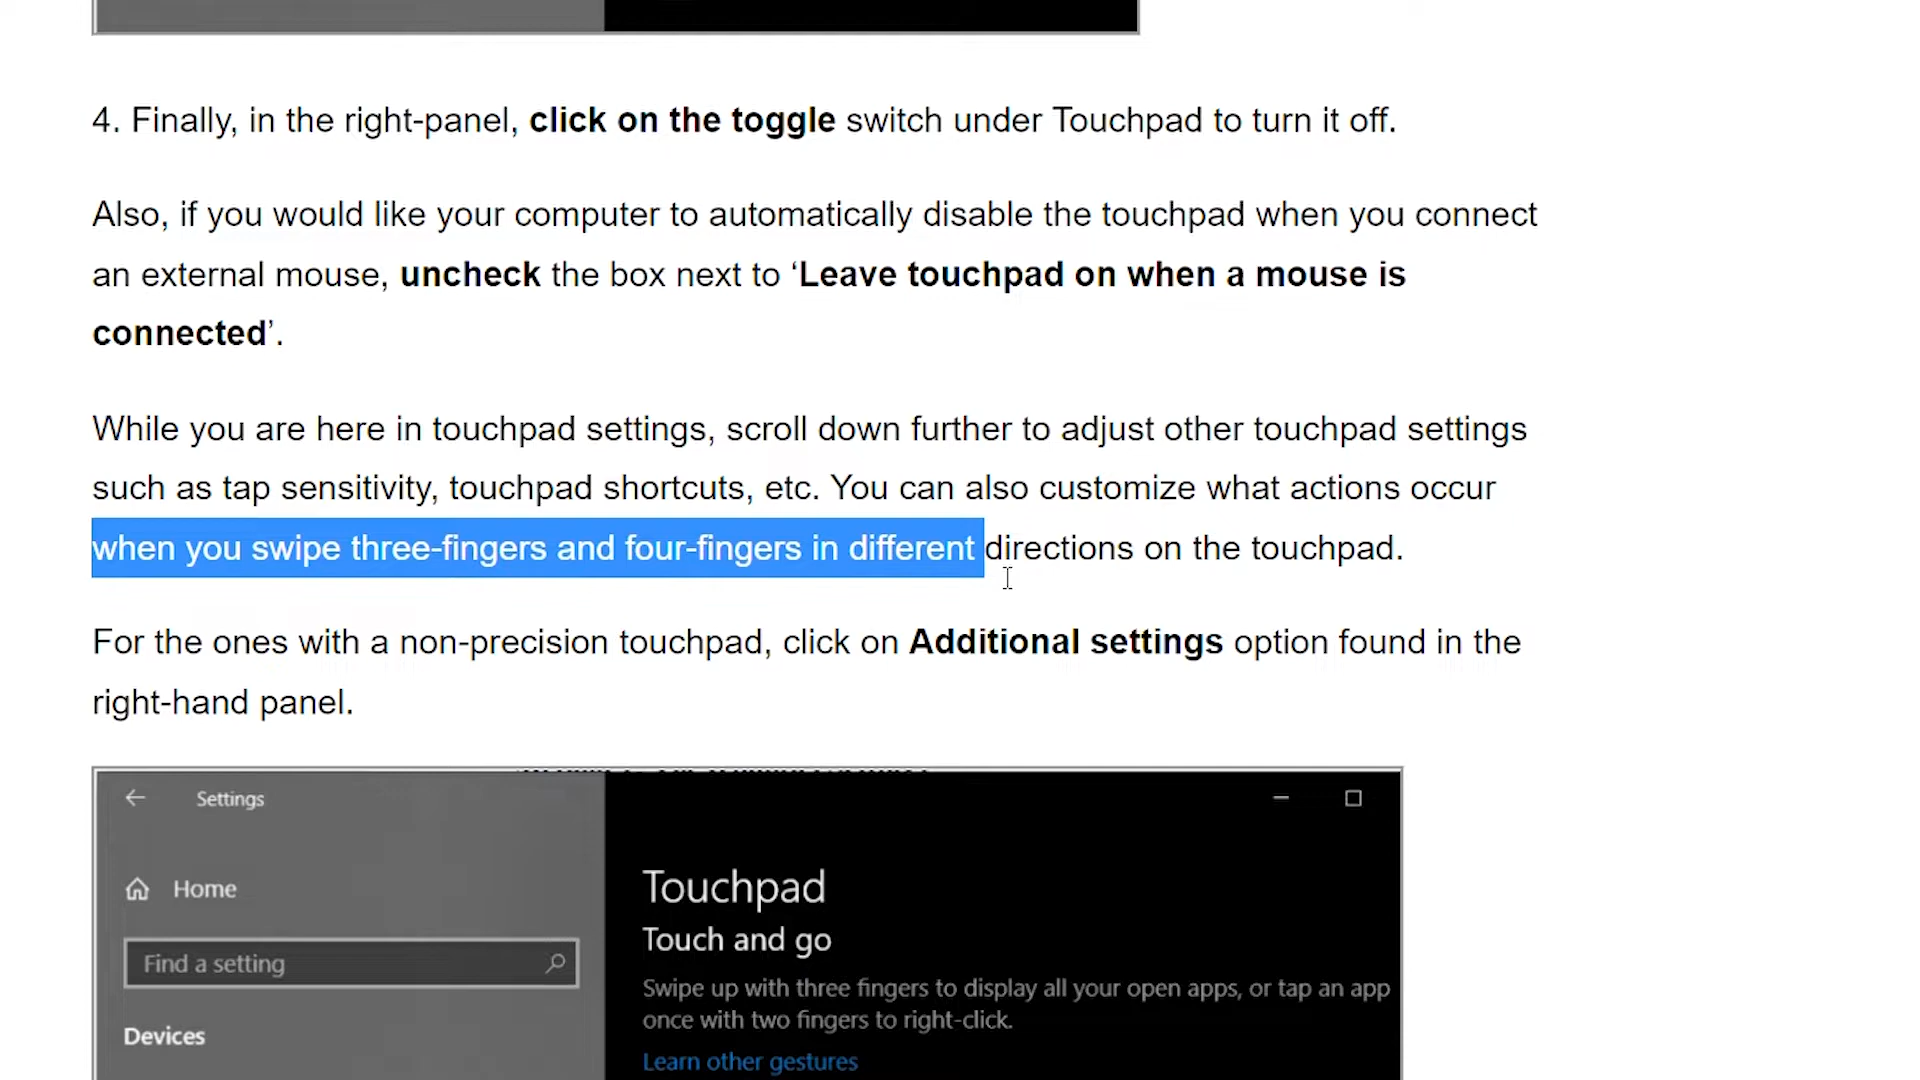 4. Finally, in the right-panel, click on the toggle switch under Touchpad to turn it off.
Also, if you would like your computer to automatically disable the touchpad when you connect
an external mouse, uncheck the box next to ‘Leave touchpad on when a mouse is
connected’.
While you are here in touchpad settings, scroll down further to adjust other touchpad settings
such as tap sensitivity, touchpad shortcuts, etc. You can also customize what actions occur
when you swipe three-fingers and four-fingers in different directions on the touchpad.
For the ones with a non-precision touchpad, click on Additional settings option found in the
right-hand panel.
Settings
Home
Find a setting
Devices
Touchpad
Touch and go
Swipe up with three fingers to display all your open apps, or tap an app
once with two fingers to right-click.
Learn other gestures